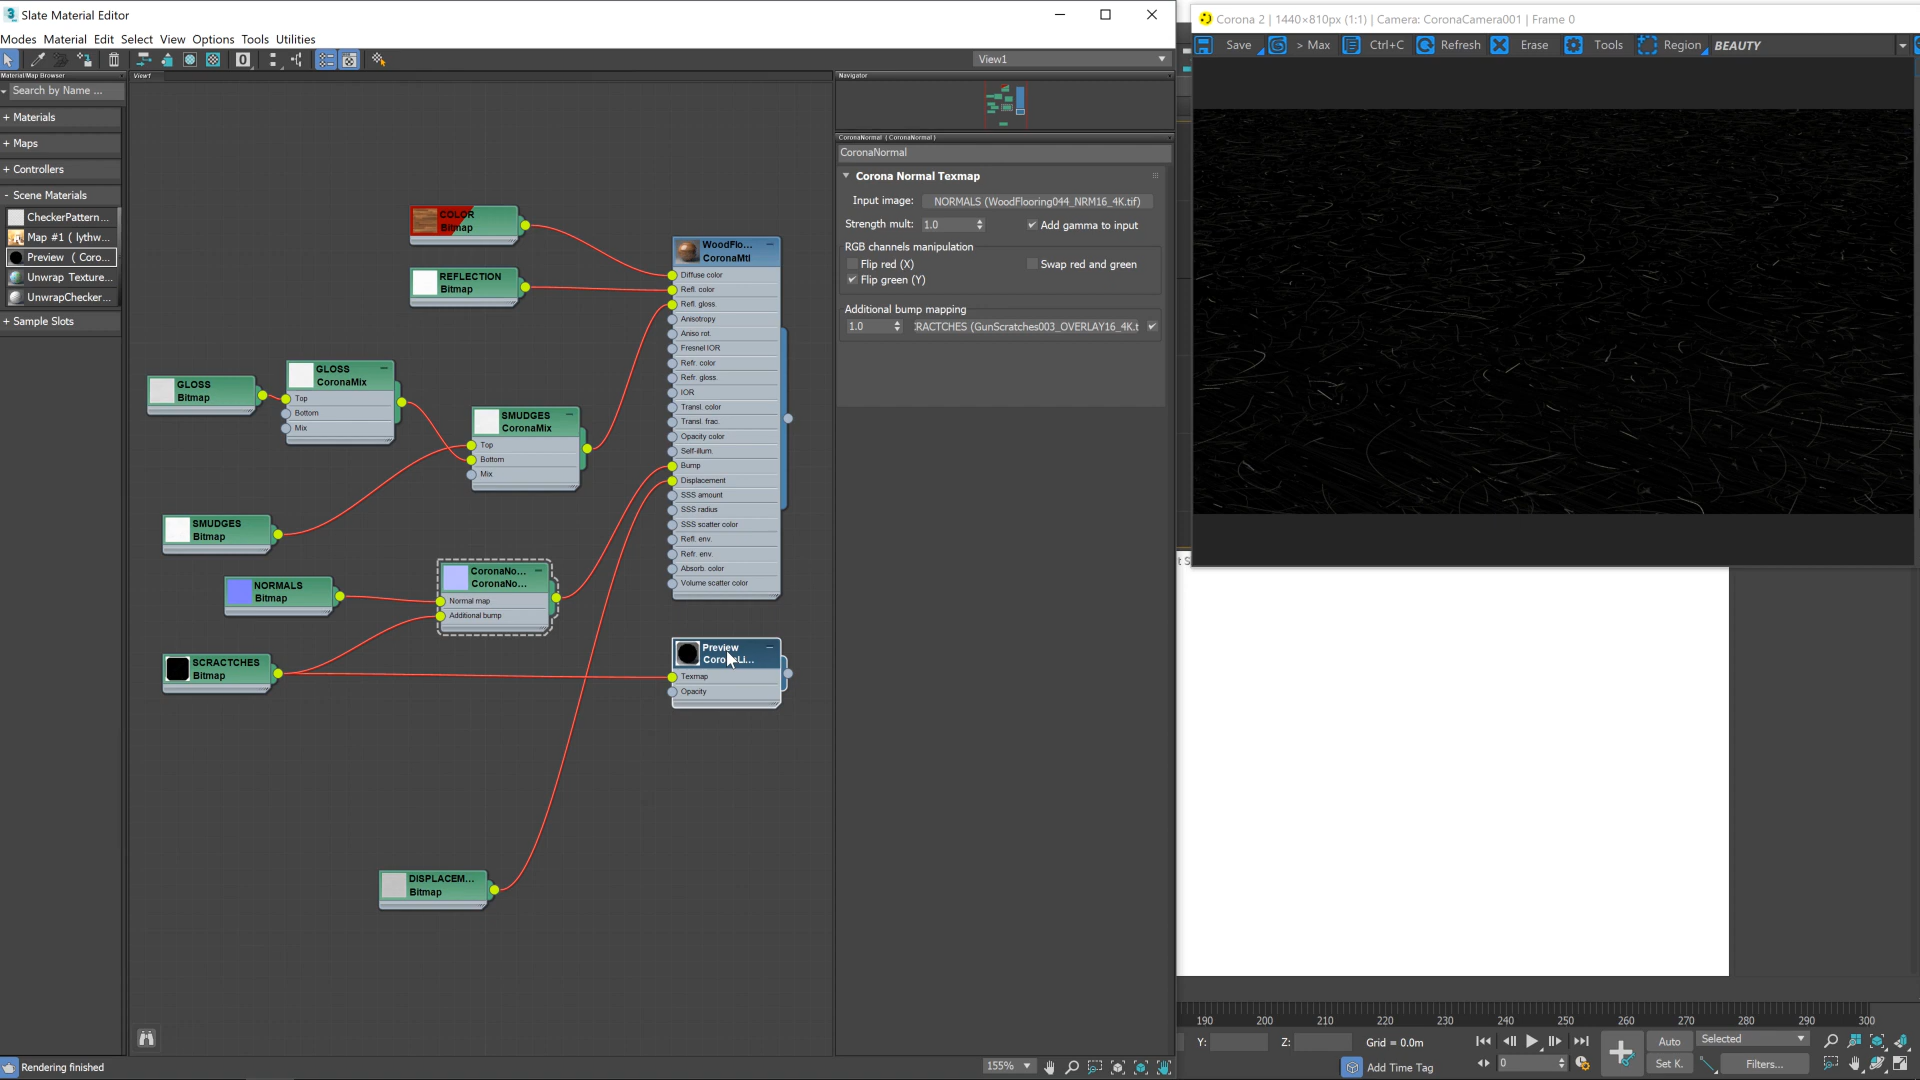 Slate Material Editor
Modes Material Edit Select View Options Tools Utilities
View1
Material/Map Browser
Search by Name ...
+ Materials
+ Maps
+ Controllers
- Scene Materials
CheckerPattern...
Map #1 ( lythw...
Preview ( Coro...
Unwrap Texture...
UnwrapChecker...
+ Sample Slots
View1
COLOR
Bitmap
REFLECTION
Bitmap
GLOSS
Bitmap
GLOSS
CoronaMix
Top
Bottom
Mix
SMUDGES
CoronaMix
Top
Bottom
Mix
SMUDGES
Bitmap
NORMALS
Bitmap
CoronaNo...
CoronaNo...
Normal map
Additional bump
SCRACTCHES
Bitmap
DISPLACEM...
Bitmap
WoodFlo...
CoronaMtl
Diffuse color
Refl. color
Refl. gloss.
Anisotropy
Aniso rot.
Fresnel IOR
Refr. color
Refr. gloss.
IOR
Transl. color
Transl. frac.
Opacity color
Self-illum.
Bump
Displacement
SSS amount
SSS radius
SSS scatter color
Refl. env.
Refr. env.
Absorb. color
Volume scatter color
Preview
Texmap
Opacity
155%
Rendering finished
Navigator
CoronaNormal ( CoronaNormal )
CoronaNormal
Corona Normal Texmap
Input image: NORMALS (WoodFlooring044_NRM16_4K.tif)
Strength mult: 1.0 Add gamma to input
RGB channels manipulation
Flip red (X) Swap red and green
Flip green (Y)
Additional bump mapping
1.0 RACTCHES (GunScratches003_OVERLAY16_4K.t
Corona 2 | 1440×810px (1:1) | Camera: CoronaCamera001 | Frame 0
Save > Max Ctrl+C Refresh Erase Tools Region BEAUTY
t S
190 200 210 220 230 240 250 260 270 280 290 300
Y: Z: Grid = 0.0m
Add Time Tag
0
Auto Selected
Set K. Filters...